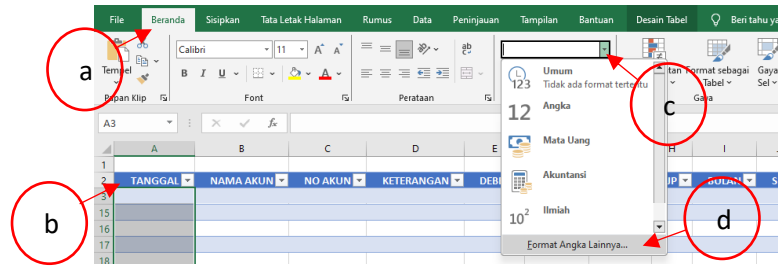 File Beranda Sisipkan Tata Letak Halaman Rumus Data Peninjauan Tampilan Bantuan Desain Tabel Beri tahu ya
Calibri 11 A A ab
Tempel B I U A
Papan Klip Font Perataan Gaya
Format sebagai Tabel
Gaya Sel
A3 fx
A B C D E H I
1
2 TANGGAL NAMA AKUN NO AKUN KETERANGAN
3
15
16
17
18
123 Umum
Tidak ada format tertentu
12 Angka
Mata Uang
Akuntansi
10² Ilmiah
Format Angka Lainnya...
a
b
c
d